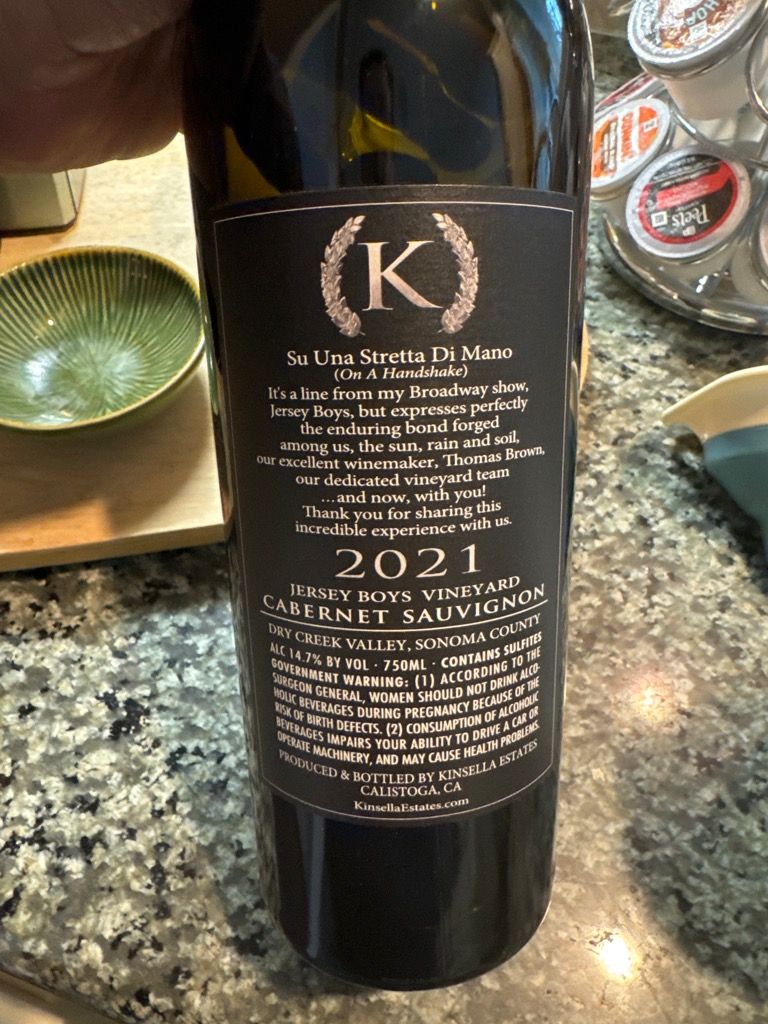 Peet's
K
Su Una Stretta Di Mano
(On A Handshake)
It's a line from my Broadway show,
Jersey Boys, but expresses perfectly
the enduring bond forged
among us, the sun, rain and soil,
our excellent winemaker, Thomas Brown,
our dedicated vineyard team
...and now, with you!
Thank you for sharing this
incredible experience with us.
2021
JERSEY BOYS VINEYARD
CABERNET SAUVIGNON
DRY CREEK VALLEY, SONOMA COUNTY
ALC 14.7% BY VOL · 750ML · CONTAINS SULFITES
GOVERNMENT WARNING: (1) ACCORDING TO THE
SURGEON GENERAL, WOMEN SHOULD NOT DRINK ALCO-
HOLIC BEVERAGES DURING PREGNANCY BECAUSE OF THE
RISK OF BIRTH DEFECTS. (2) CONSUMPTION OF ALCOHOLIC
BEVERAGES IMPAIRS YOUR ABILITY TO DRIVE A CAR OR
OPERATE MACHINERY, AND MAY CAUSE HEALTH PROBLEMS.
PRODUCED & BOTTLED BY KINSELLA ESTATES
CALISTOGA, CA
KinsellaEstates.com